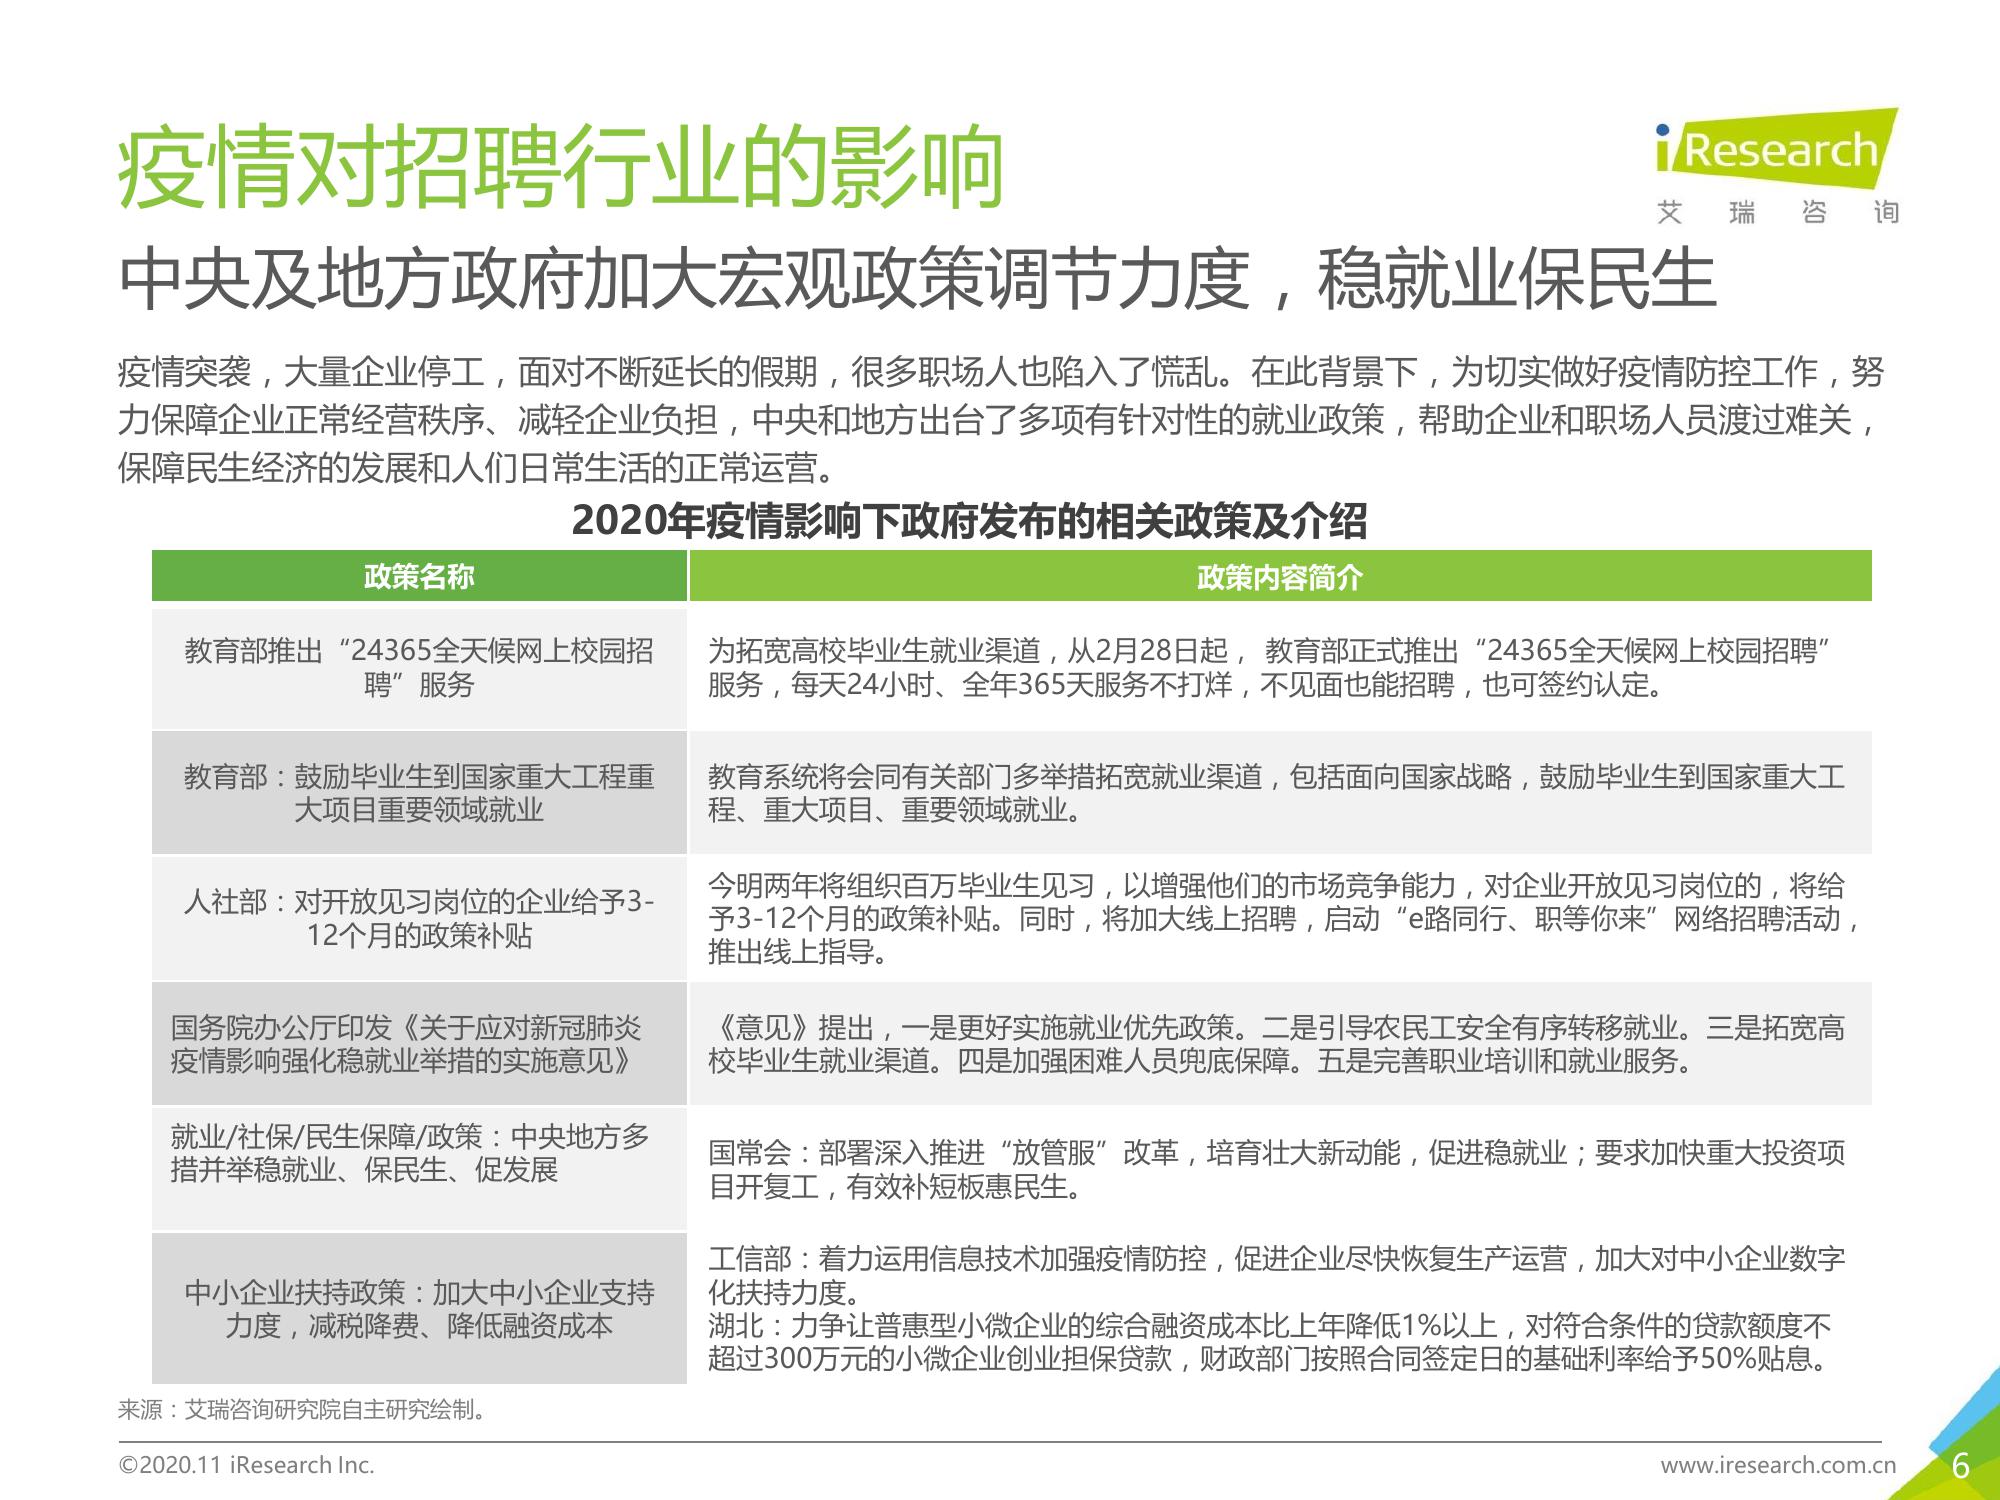 疫情对招聘行业的影响
iResearch
艾瑞咨询
中央及地方政府加大宏观政策调节力度，稳就业保民生
疫情突袭，大量企业停工，面对不断延长的假期，很多职场人也陷入了慌乱。在此背景下，为切实做好疫情防控工作，努
力保障企业正常经营秩序、减轻企业负担，中央和地方出台了多项有针对性的就业政策，帮助企业和职场人员渡过难关，
保障民生经济的发展和人们日常生活的正常运营。
2020年疫情影响下政府发布的相关政策及介绍
政策名称
政策内容简介
教育部推出“24365全天候网上校园招
聘”服务
为拓宽高校毕业生就业渠道，从2月28日起， 教育部正式推出“24365全天候网上校园招聘”
服务，每天24小时、全年365天服务不打烊，不见面也能招聘，也可签约认定。
教育部：鼓励毕业生到国家重大工程重
大项目重要领域就业
教育系统将会同有关部门多举措拓宽就业渠道，包括面向国家战略，鼓励毕业生到国家重大工
程、重大项目、重要领域就业。
人社部：对开放见习岗位的企业给予3-
12个月的政策补贴
今明两年将组织百万毕业生见习，以增强他们的市场竞争能力，对企业开放见习岗位的，将给
予3-12个月的政策补贴。同时，将加大线上招聘，启动“e路同行、职等你来”网络招聘活动，
推出线上指导。
国务院办公厅印发《关于应对新冠肺炎
疫情影响强化稳就业举措的实施意见》
《意见》提出，一是更好实施就业优先政策。二是引导农民工安全有序转移就业。三是拓宽高
校毕业生就业渠道。四是加强困难人员兜底保障。五是完善职业培训和就业服务。
就业/社保/民生保障/政策：中央地方多
措并举稳就业、保民生、促发展
国常会：部署深入推进“放管服”改革，培育壮大新动能，促进稳就业；要求加快重大投资项
目开复工，有效补短板惠民生。
中小企业扶持政策：加大中小企业支持
力度，减税降费、降低融资成本
工信部：着力运用信息技术加强疫情防控，促进企业尽快恢复生产运营，加大对中小企业数字
化扶持力度。
湖北：力争让普惠型小微企业的综合融资成本比上年降低1%以上，对符合条件的贷款额度不
超过300万元的小微企业创业担保贷款，财政部门按照合同签定日的基础利率给予50%贴息。
来源：艾瑞咨询研究院自主研究绘制。
©2020.11 iResearch Inc.
www.iresearch.com.cn
6